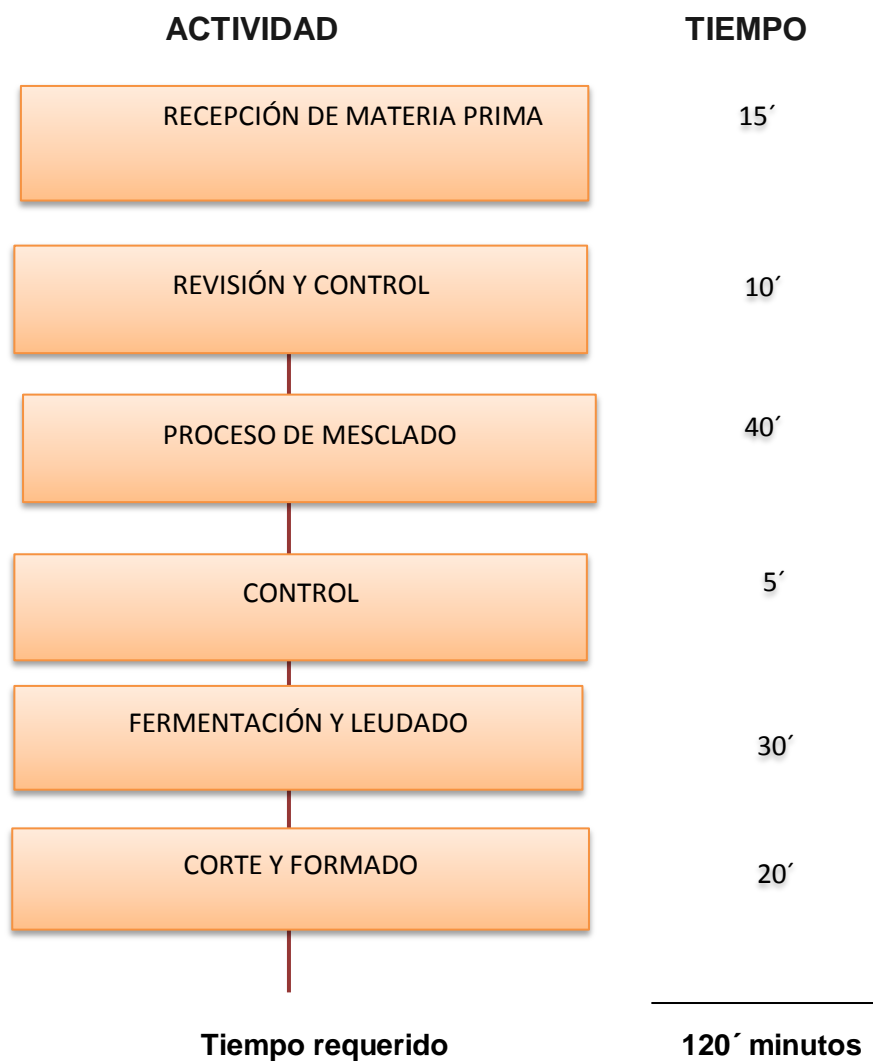 ACTIVIDAD TIEMPO
RECEPCIÓN DE MATERIA PRIMA 15´
REVISIÓN Y CONTROL 10´
PROCESO DE MESCLADO 40´
CONTROL 5´
FERMENTACIÓN Y LEUDADO 30´
CORTE Y FORMADO 20´
Tiempo requerido 120´ minutos